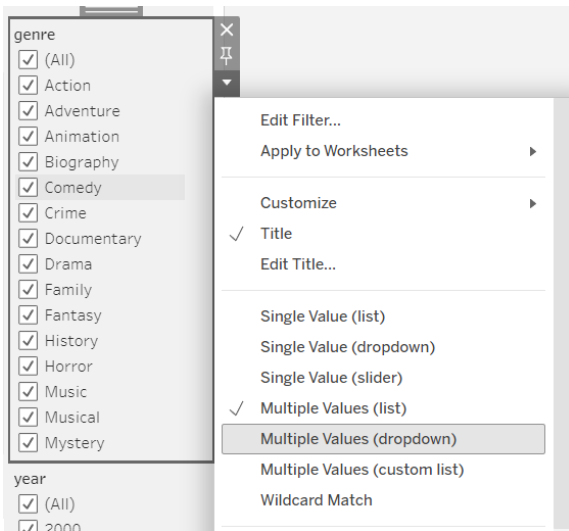 genre
(All)
Action
Adventure
Animation
Biography
Comedy
Crime
Documentary
Drama
Family
Fantasy
History
Horror
Music
Musical
Mystery
year
(All)
2000
Edit Filter...
Apply to Worksheets
Customize
Title
Edit Title...
Single Value (list)
Single Value (dropdown)
Single Value (slider)
Multiple Values (list)
Multiple Values (dropdown)
Multiple Values (custom list)
Wildcard Match